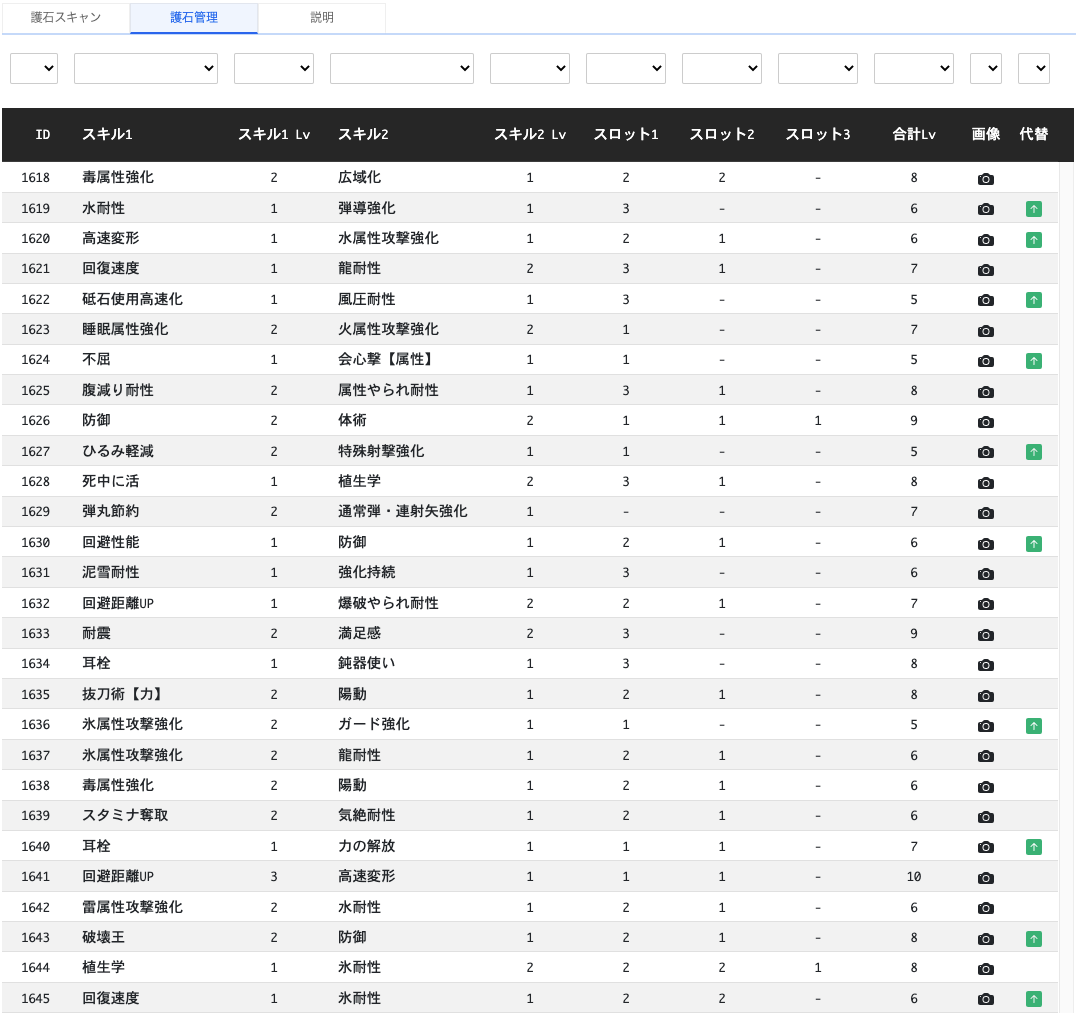 護石スキャン 護石管理 説明
ID スキル1 スキル1 Lv スキル2 スキル2 Lv スロット1 スロット2 スロット3 合計Lv 画像 代替
1618 毒属性強化 2 広域化 1 2 2 - 8
1619 水耐性 1 弾導強化 1 3 - - 6 ↑
1620 高速変形 1 水属性攻撃強化 1 2 1 - 6 ↑
1621 回復速度 1 龍耐性 2 3 1 - 7
1622 砥石使用高速化 1 風圧耐性 1 3 - - 5 ↑
1623 睡眠属性強化 2 火属性攻撃強化 2 1 - - 7
1624 不屈 1 会心撃【属性】 1 1 - - 5 ↑
1625 腹減り耐性 2 属性やられ耐性 1 3 1 - 8
1626 防御 2 体術 2 1 1 1 9
1627 ひるみ軽減 2 特殊射撃強化 1 1 - - 5 ↑
1628 死中に活 1 植生学 2 3 1 - 8
1629 弾丸節約 2 通常弾・連射矢強化 1 - - - 7
1630 回避性能 1 防御 1 2 1 - 6 ↑
1631 泥雪耐性 1 強化持続 1 3 - - 6
1632 回避距離UP 1 爆破やられ耐性 2 2 1 - 7
1633 耐震 2 満足感 2 3 - - 9
1634 耳栓 1 鈍器使い 1 3 - - 8
1635 抜刀術【力】 2 陽動 1 2 1 - 8
1636 氷属性攻撃強化 2 ガード強化 1 1 - - 5 ↑
1637 氷属性攻撃強化 2 龍耐性 1 2 1 - 6
1638 毒属性強化 2 陽動 1 2 1 - 6
1639 スタミナ奪取 2 気絶耐性 1 2 1 - 6
1640 耳栓 1 力の解放 1 1 1 - 7 ↑
1641 回避距離UP 3 高速変形 1 1 1 - 10
1642 雷属性攻撃強化 2 水耐性 1 2 1 - 6
1643 破壊王 2 防御 1 2 1 - 8 ↑
1644 植生学 1 氷耐性 2 2 2 1 8
1645 回復速度 1 氷耐性 1 2 2 - 6 ↑